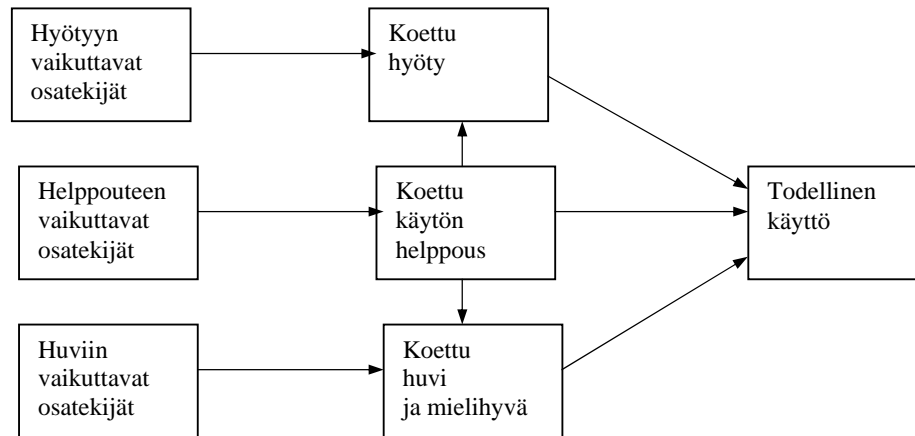 Hyötyyn
vaikuttavat
osatekijät
Koettu
hyöty
Helppouteen
vaikuttavat
osatekijät
Koettu
käytön
helppous
Todellinen
käyttö
Huviin
vaikuttavat
osatekijät
Koettu
huvi
ja mielihyvä